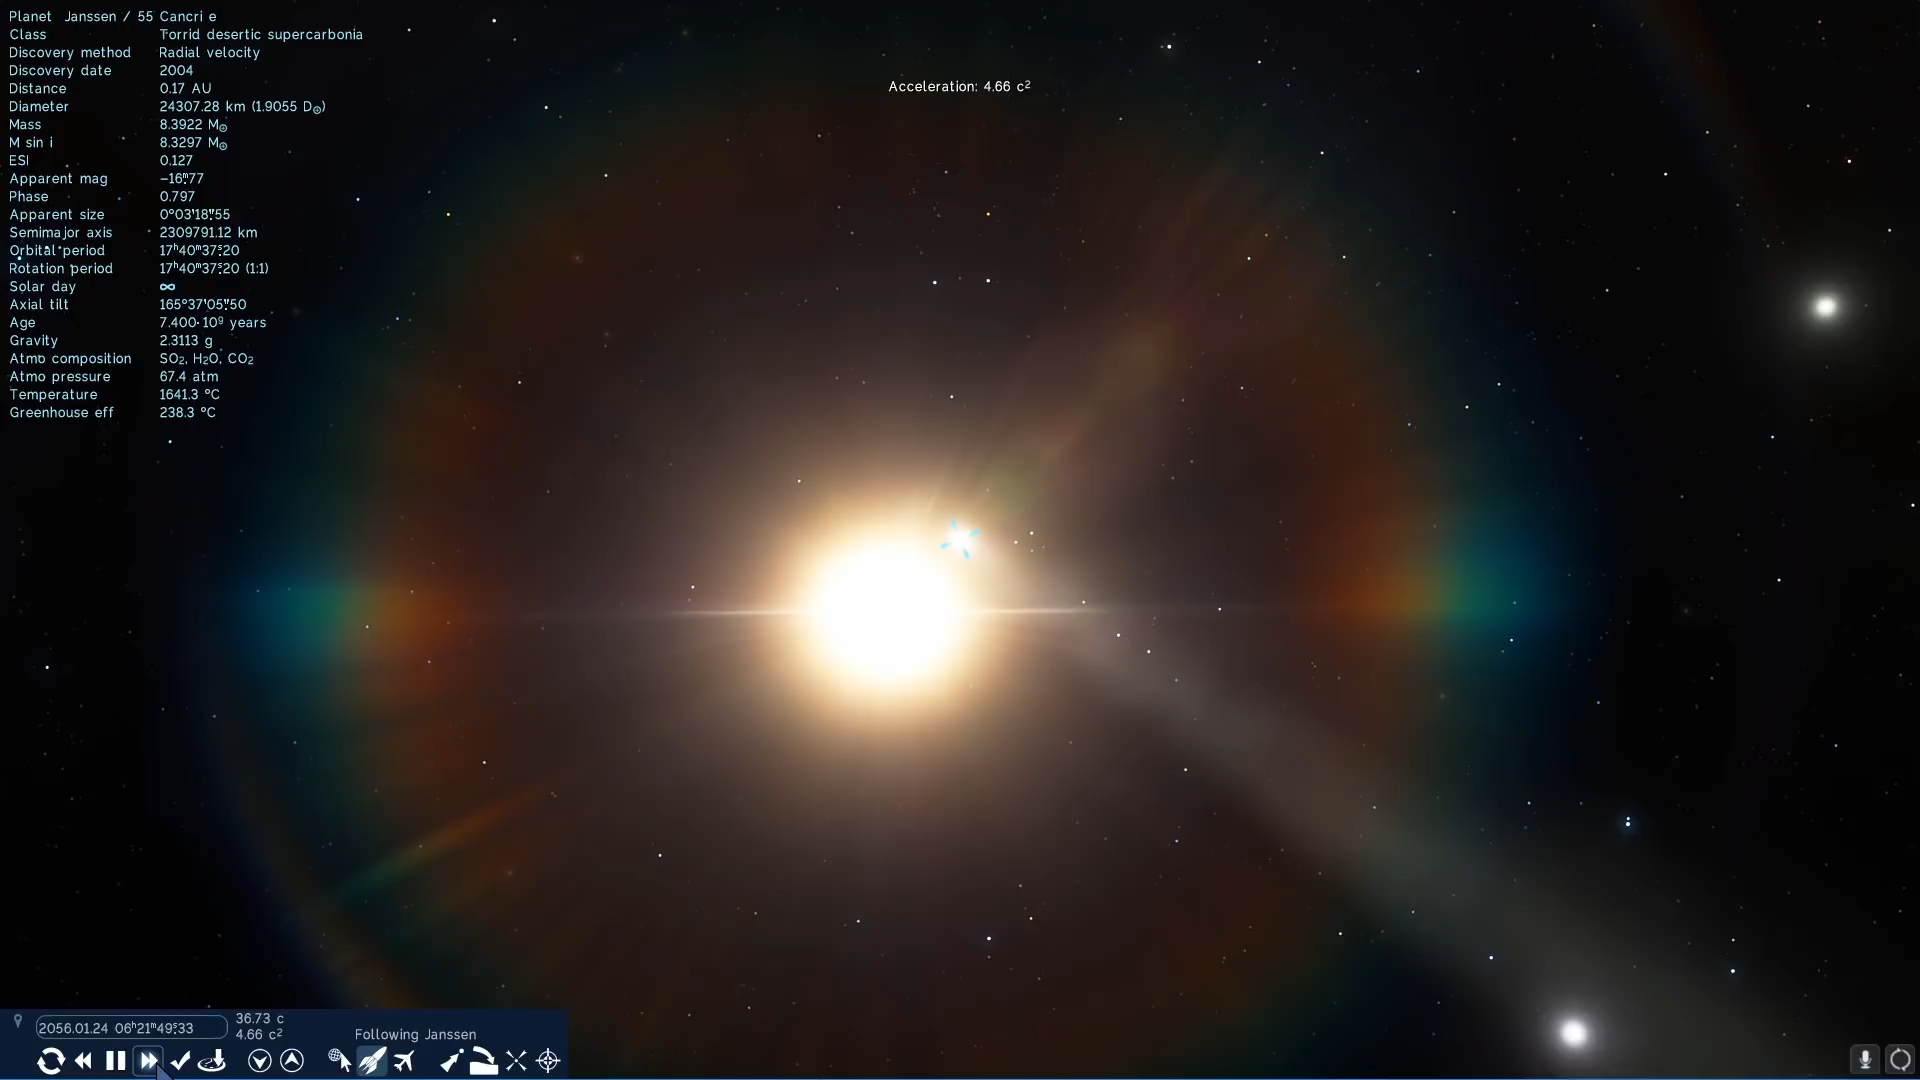 Planet Janssen / 55 Cancri e
Class Torrid desertic supercarbonia
Discovery method Radial velocity
Discovery date 2004
Distance 0.17 AU
Diameter 24307.28 km (1.9055 D⊕)
Mass 8.3922 M⊕
M sin i 8.3297 M⊕
ESI 0.127
Apparent mag −16ᵐ.77
Phase 0.797
Apparent size 0°03'18".55
Semimajor axis 2309791.12 km
Orbital period 17ʰ40ᵐ37ˢ.20
Rotation period 17ʰ40ᵐ37ˢ.20 (1:1)
Solar day ∞
Axial tilt 165°37'05".50
Age 7.400·10⁹ years
Gravity 2.3113 g
Atmo composition SO₂, H₂O, CO₂
Atmo pressure 67.4 atm
Temperature 1641.3 °C
Greenhouse eff 238.3 °C
Acceleration: 4.66 c²
2056.01.24 06ʰ21ᵐ49ˢ.33
36.73 c
4.66 c²
Following Janssen